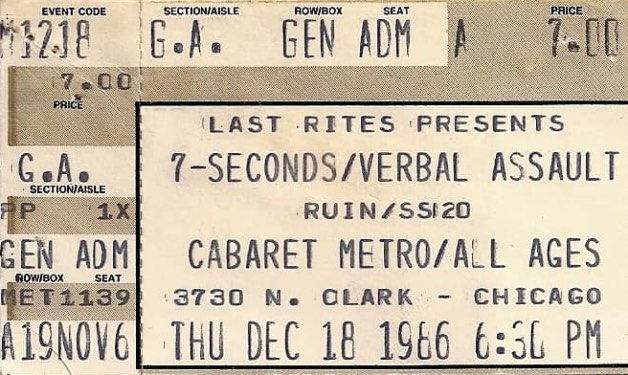 EVENT CODE SECTION/AISLE ROW/BOX SEAT PRICE
M1218 G.A. GEN ADM A 7.00
7.00
PRICE
LAST RITES PRESENTS
G.A. 7-SECONDS/VERBAL ASSAULT
SECTION/AISLE
PP 1X RUIN/SS120
GEN ADM CABARET METRO/ALL AGES
ROW/BOX SEAT
MET1139 3730 N. CLARK - CHICAGO
A19NOV6 THU DEC 18 1986 6:30 PM